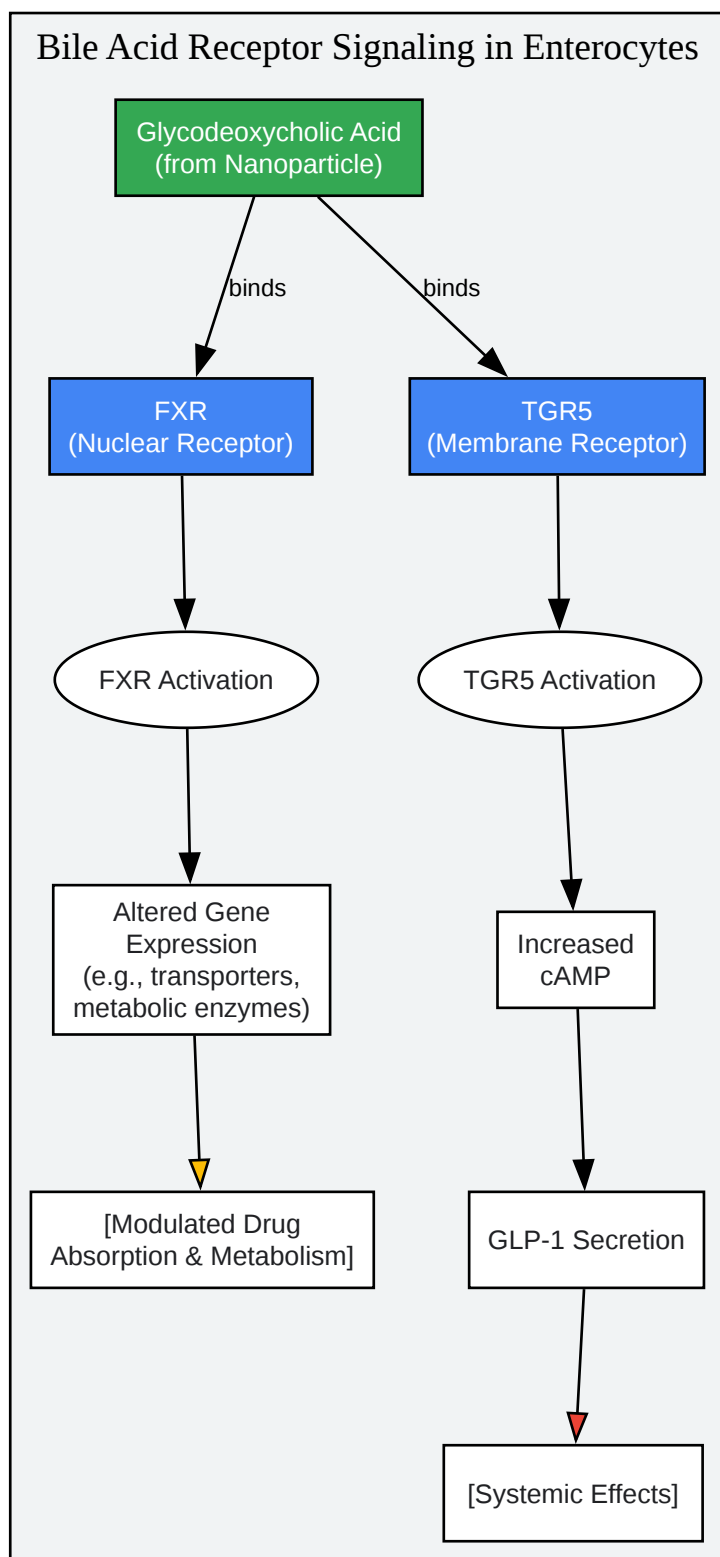 Bile Acid Receptor Signaling in Enterocytes
Glycodeoxycholic Acid
(from Nanoparticle)
binds
binds
FXR
(Nuclear Receptor)
TGR5
(Membrane Receptor)
FXR Activation
TGR5 Activation
Altered Gene
Expression
(e.g., transporters,
metabolic enzymes)
Increased
cAMP
[Modulated Drug
Absorption & Metabolism]
GLP-1 Secretion
[Systemic Effects]